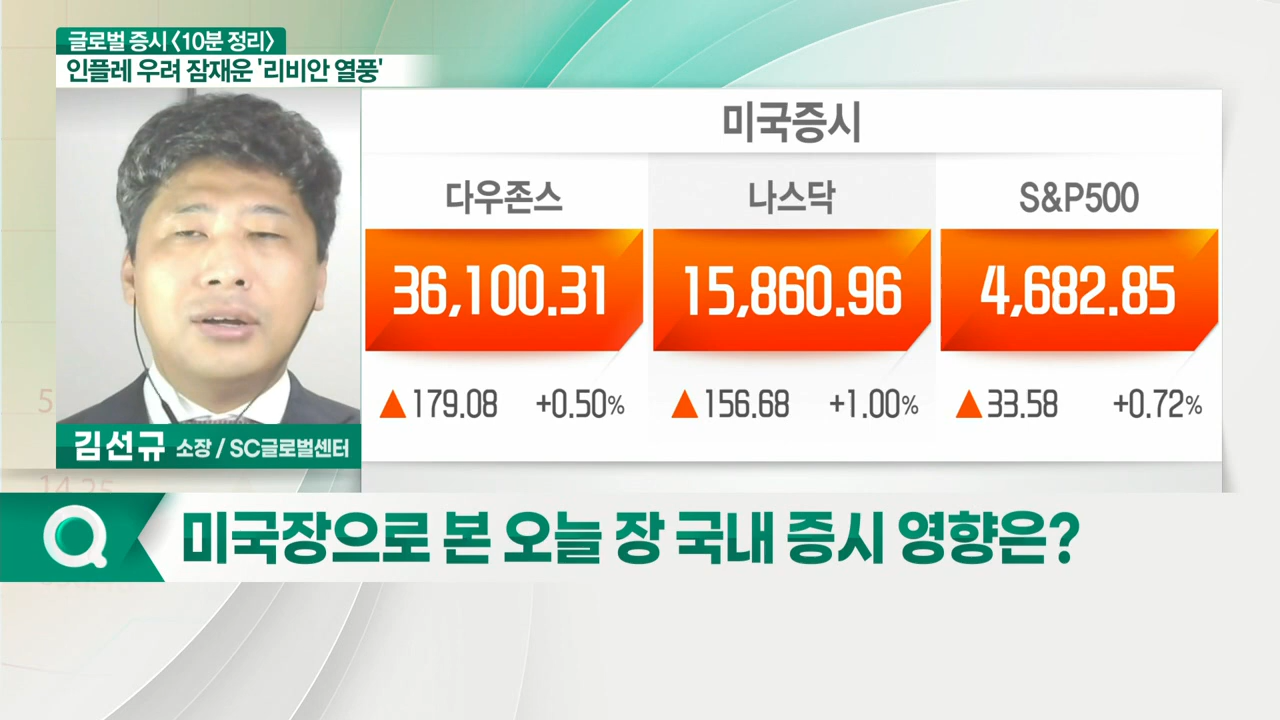 글로벌 증시 <10분 정리>
인플레 우려 잠재운 '리비안 열풍'
미국증시
다우존스 나스닥 S&P500
36,100.31 15,860.96 4,682.85
▲179.08 +0.50% ▲156.68 +1.00% ▲33.58 +0.72%
김선규 소장 / SC글로벌센터
미국장으로 본 오늘 장 국내 증시 영향은?